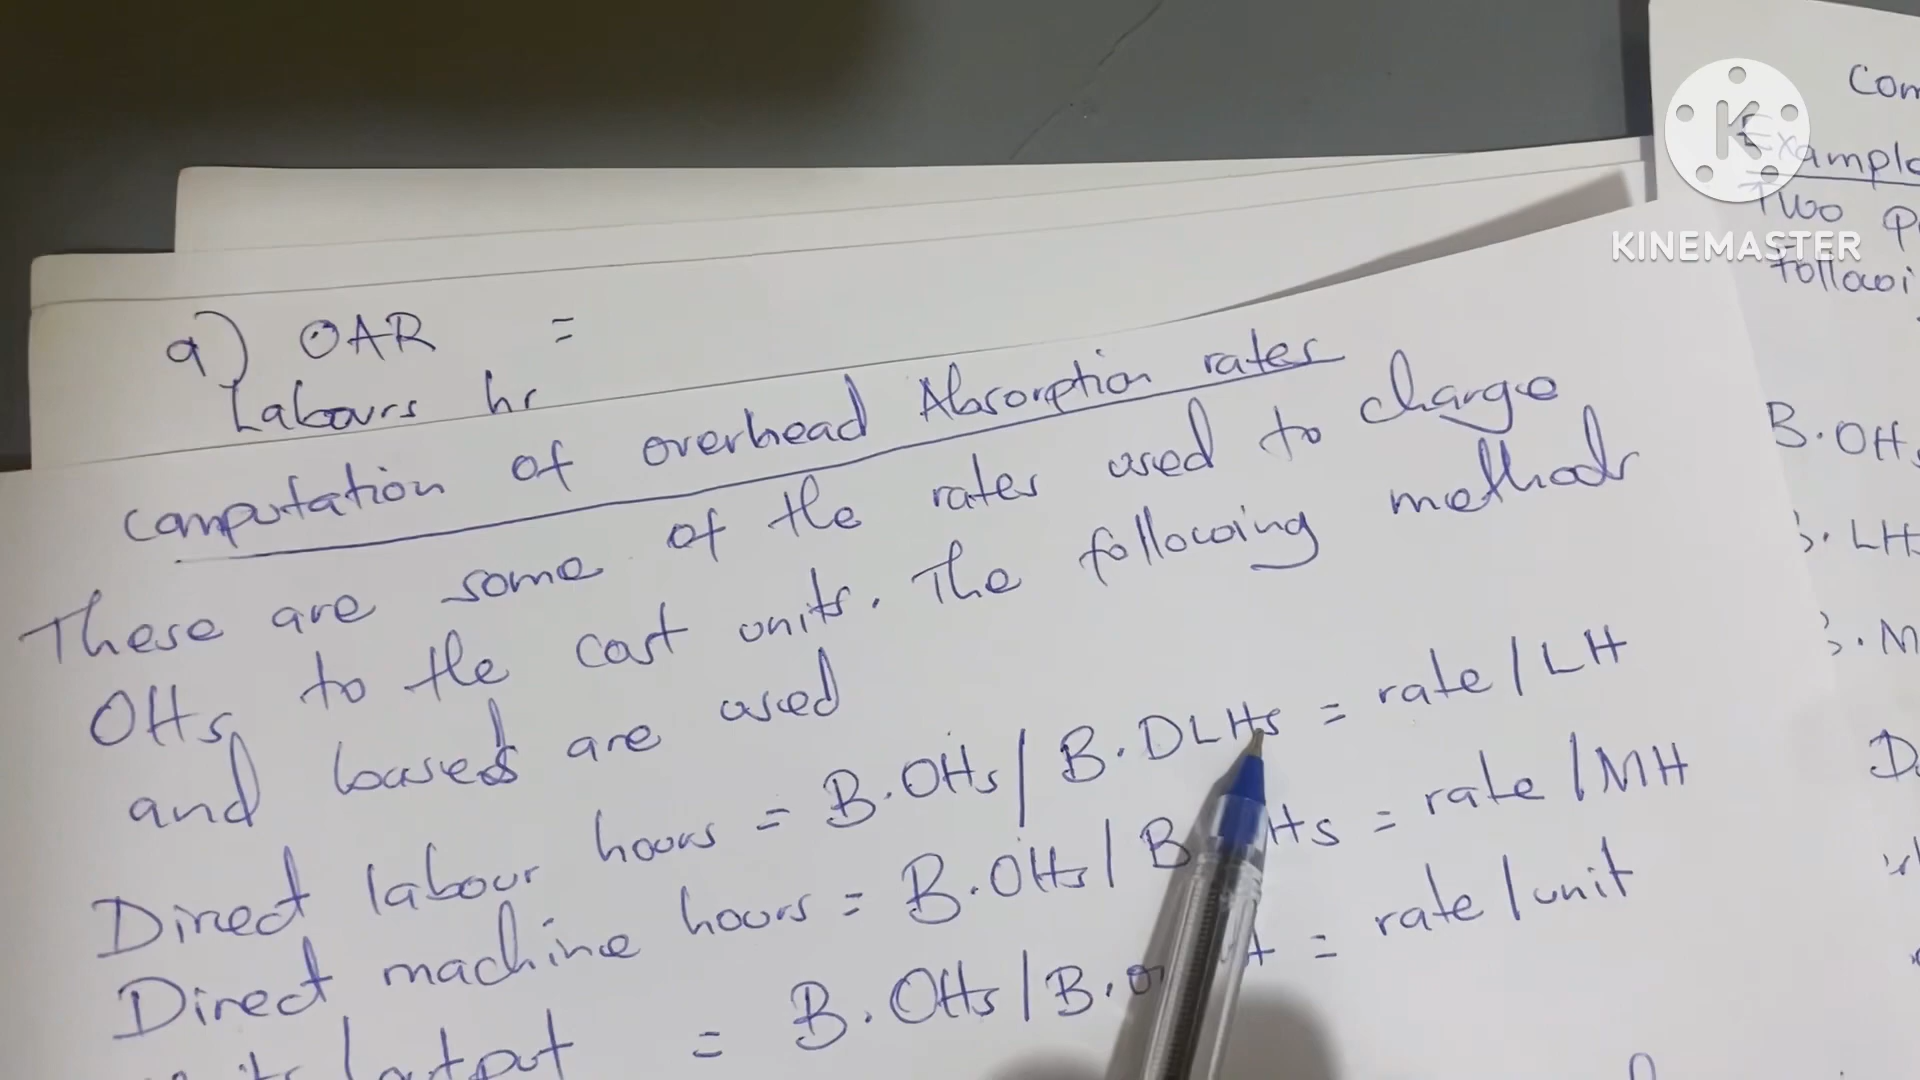 a) OAR =
Labours hr
Computation of overhead Absorption rates
These are some of the rates used to charge
OHs to the cost units. The following methods
and bases are used
Direct labour hours = B.OHs / B.DLHs = rate / LH
Direct machine hours = B.OHs / B Hs = rate / MH
/ output = B.OHs / B.o t = rate / unit
Com
Example
Two
Followi
B.OHs
LHs
M
D
KINEMASTER